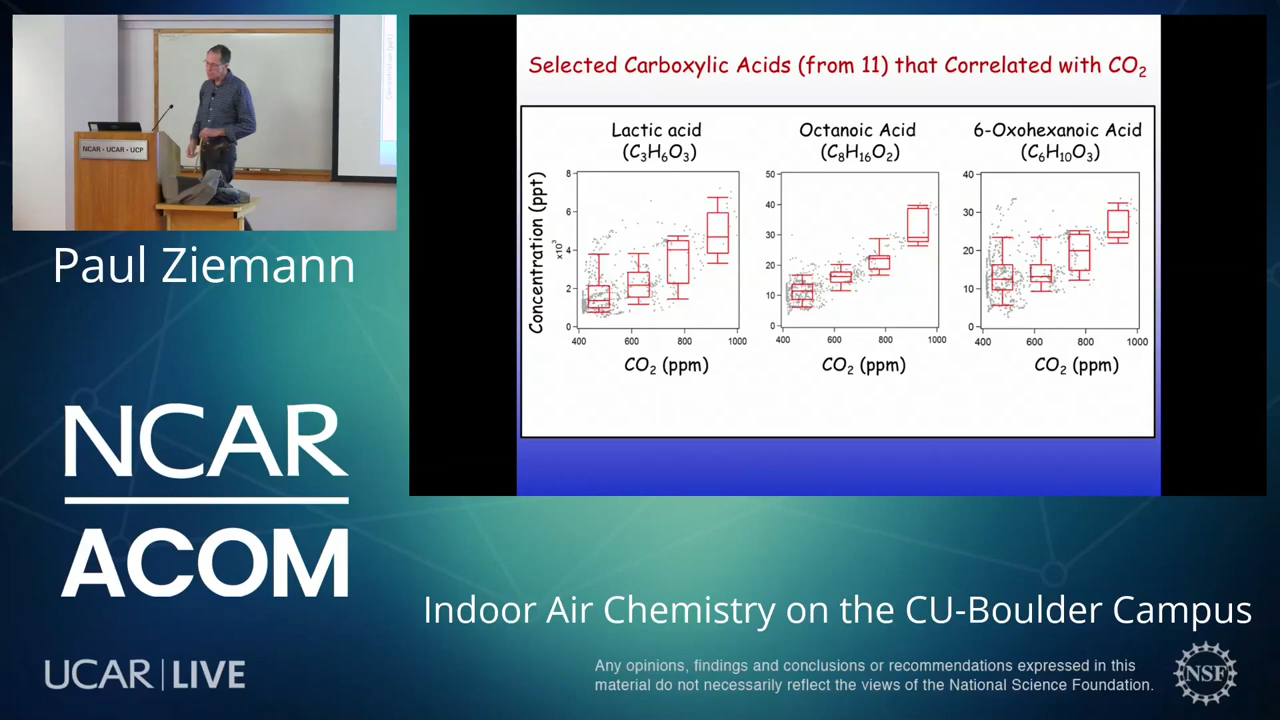 Selected Carboxylic Acids (from 11) that Correlated with CO₂
Lactic acid
(C₃H₆O₃)
Octanoic Acid
(C₈H₁₆O₂)
6-Oxohexanoic Acid
(C₆H₁₀O₃)
Concentration (ppt)
x10³
8
6
4
2
0
400 600 800 1000
CO₂ (ppm)
50
40
30
20
10
0
400 600 800 1000
CO₂ (ppm)
40
30
20
10
0
400 600 800 1000
CO₂ (ppm)
NCAR • UCAR • UCP
Paul Ziemann
NCAR
ACOM
UCAR | LIVE
Indoor Air Chemistry on the CU-Boulder Campus
Any opinions, findings and conclusions or recommendations expressed in this
material do not necessarily reflect the views of the National Science Foundation.
NSF